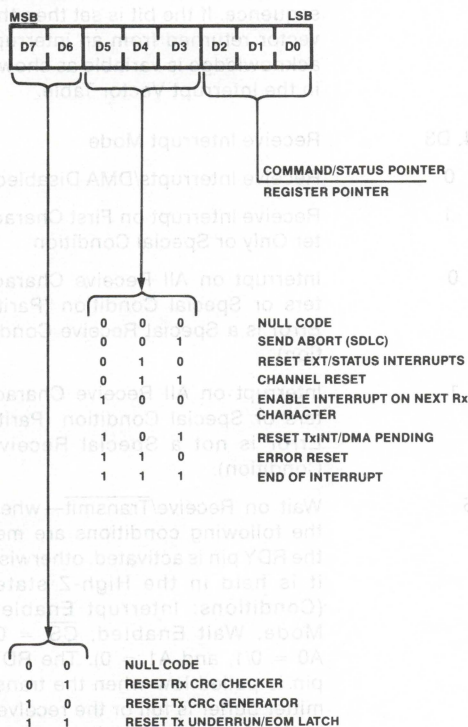 MSB LSB
D7 D6 D5 D4 D3 D2 D1 D0
COMMAND/STATUS POINTER
REGISTER POINTER
0 0 0 NULL CODE
0 0 1 SEND ABORT (SDLC)
0 1 0 RESET EXT/STATUS INTERRUPTS
0 1 1 CHANNEL RESET
1 0 0 ENABLE INTERRUPT ON NEXT Rx
CHARACTER
1 0 1 RESET TxINT/DMA PENDING
1 1 0 ERROR RESET
1 1 1 END OF INTERRUPT
0 0 NULL CODE
0 1 RESET Rx CRC CHECKER
1 0 RESET Tx CRC GENERATOR
1 1 RESET Tx UNDERRUN/EOM LATCH